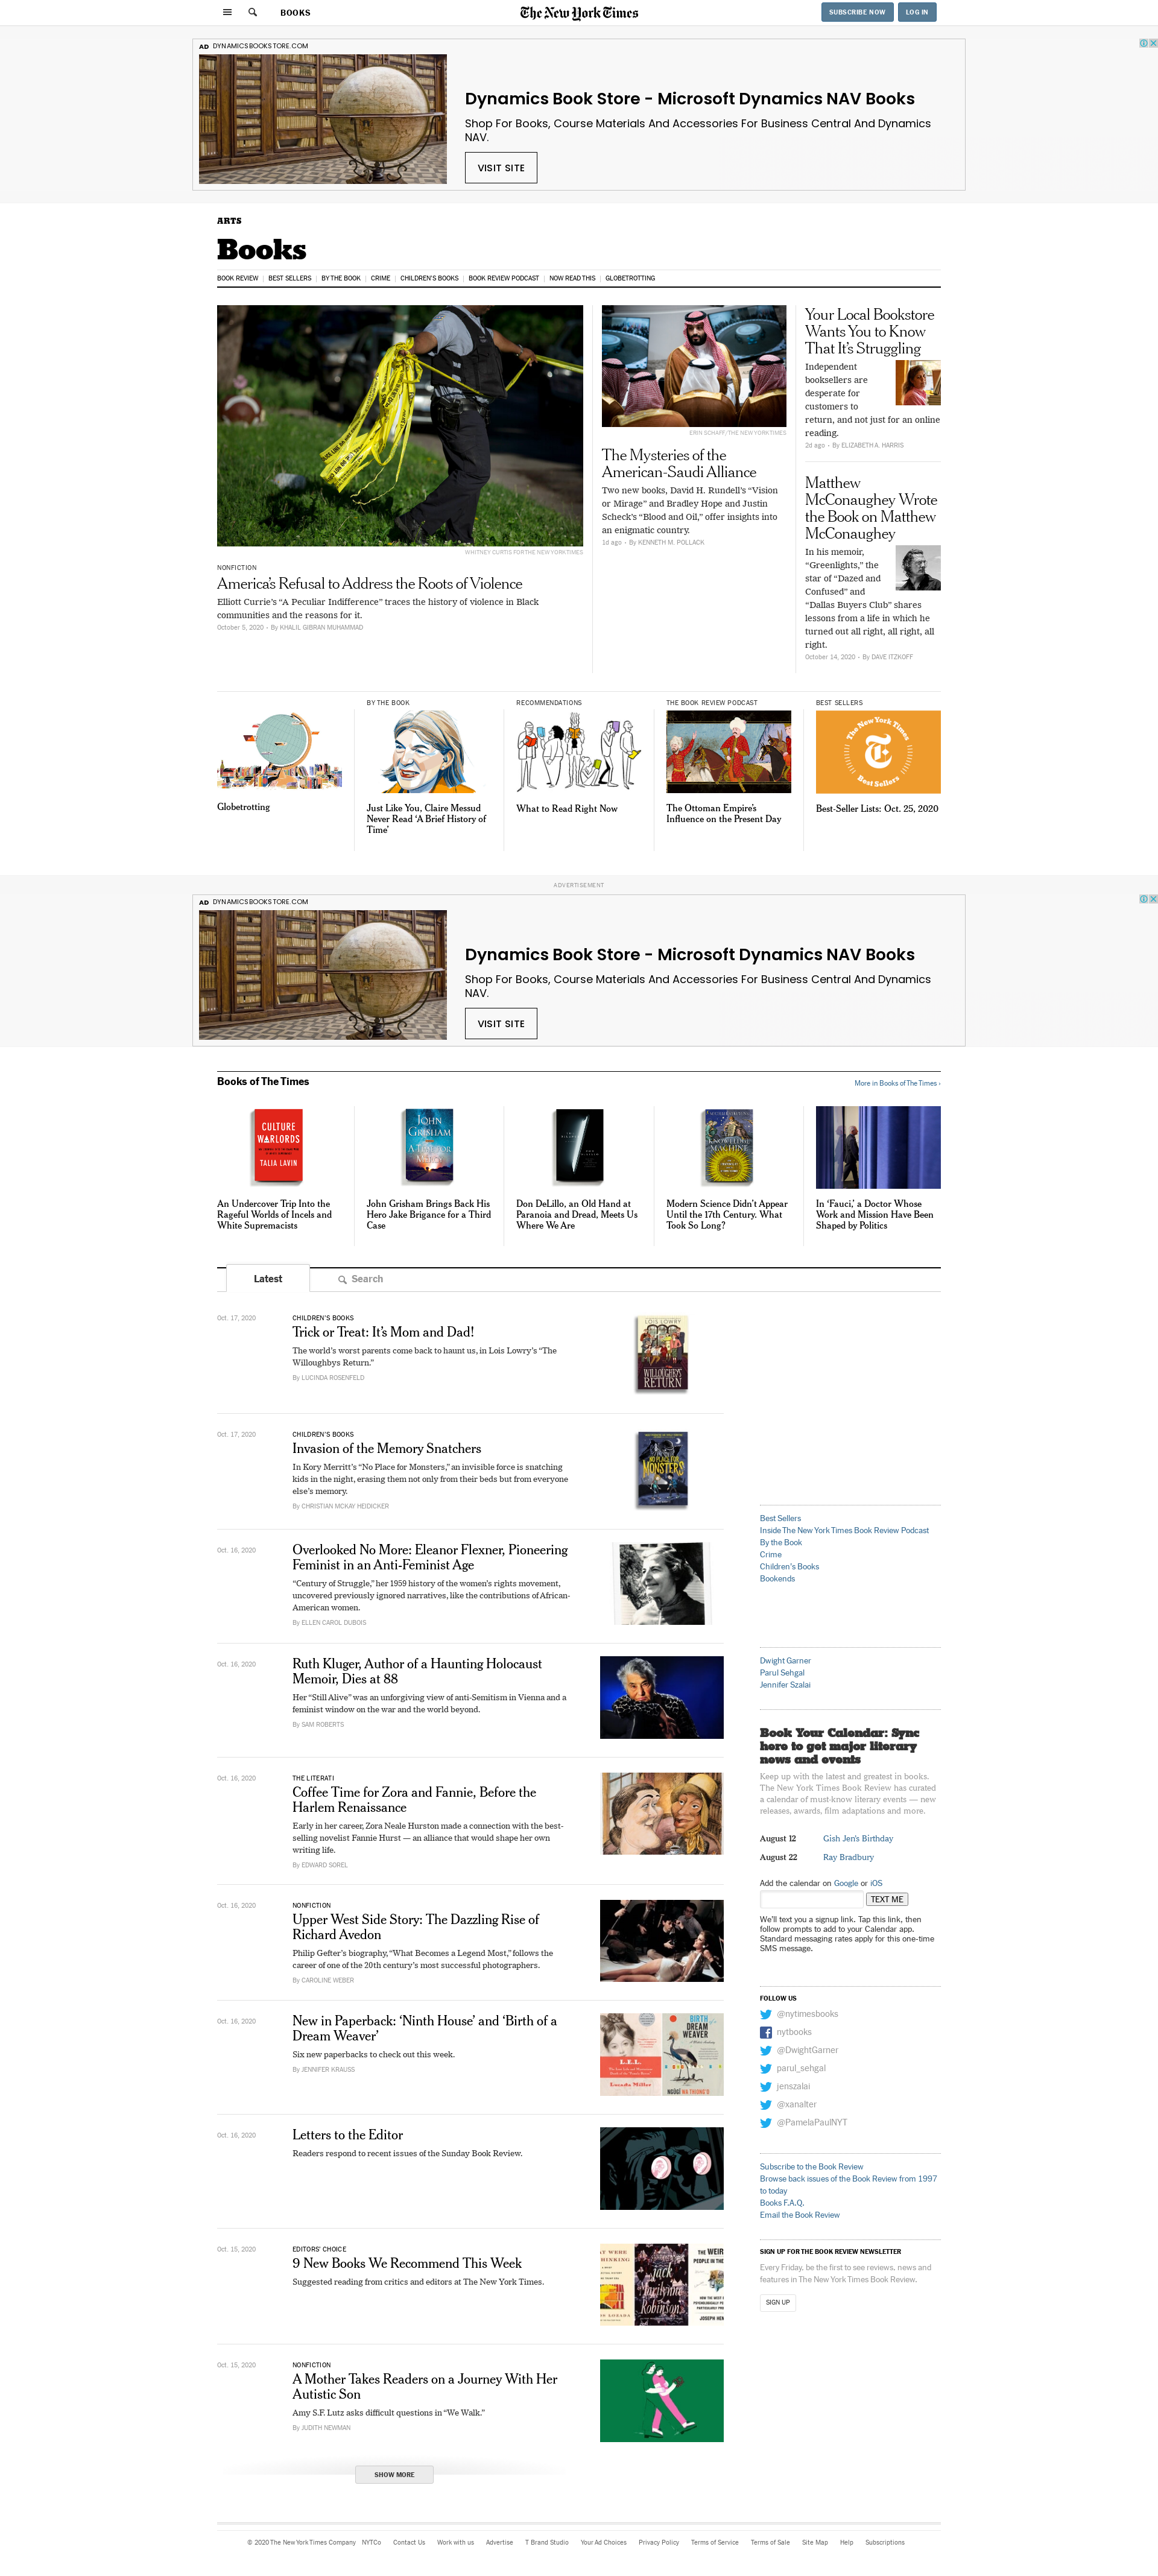 BOOKS
The New York Times
SUBSCRIBE NOW
LOG IN
AD DYNAMICSBOOKSTORE.COM
Dynamics Book Store - Microsoft Dynamics NAV Books
Shop For Books, Course Materials And Accessories For Business Central And Dynamics
NAV.
VISIT SITE
ARTS
Books
BOOK REVIEW | BEST SELLERS | BY THE BOOK | CRIME | CHILDREN'S BOOKS | BOOK REVIEW PODCAST | NOW READ THIS | GLOBETROTTING
WHITNEY CURTIS FOR THE NEW YORK TIMES
NONFICTION
America's Refusal to Address the Roots of Violence
Elliott Currie's “A Peculiar Indifference” traces the history of violence in Black
communities and the reasons for it.
October 5, 2020 - By KHALIL GIBRAN MUHAMMAD
ERIN SCHAFF/THE NEW YORK TIMES
The Mysteries of the
American-Saudi Alliance
Two new books, David H. Rundell's “Vision
or Mirage” and Bradley Hope and Justin
Scheck's “Blood and Oil,” offer insights into
an enigmatic country.
1d ago - By KENNETH M. POLLACK
Your Local Bookstore
Wants You to Know
That It's Struggling
Independent
booksellers are
desperate for
customers to
return, and not just for an online
reading.
2d ago - By ELIZABETH A. HARRIS
Matthew
McConaughey Wrote
the Book on Matthew
McConaughey
In his memoir,
“Greenlights,” the
star of “Dazed and
Confused” and
“Dallas Buyers Club” shares
lessons from a life in which he
turned out all right, all right, all
right.
October 14, 2020 - By DAVE ITZKOFF
Globetrotting
BY THE BOOK
Just Like You, Claire Messud
Never Read ‘A Brief History of
Time’
RECOMMENDATIONS
What to Read Right Now
THE BOOK REVIEW PODCAST
The Ottoman Empire's
Influence on the Present Day
BEST SELLERS
The New York Times
Best Sellers
Best-Seller Lists: Oct. 25, 2020
ADVERTISEMENT
AD DYNAMICSBOOKSTORE.COM
Dynamics Book Store - Microsoft Dynamics NAV Books
Shop For Books, Course Materials And Accessories For Business Central And Dynamics
NAV.
VISIT SITE
Books of The Times
More in Books of The Times ›
CULTURE
WARLORDS
TALIA LAVIN
An Undercover Trip Into the
Rageful Worlds of Incels and
White Supremacists
JOHN
GRISHAM
A TIME FOR
MERCY
John Grisham Brings Back His
Hero Jake Brigance for a Third
Case
Don DeLillo, an Old Hand at
Paranoia and Dread, Meets Us
Where We Are
KNOWLEDGE
MACHINE
Modern Science Didn't Appear
Until the 17th Century. What
Took So Long?
In ‘Fauci,’ a Doctor Whose
Work and Mission Have Been
Shaped by Politics
Latest
Search
Oct. 17, 2020
CHILDREN'S BOOKS
Trick or Treat: It's Mom and Dad!
The world's worst parents come back to haunt us, in Lois Lowry's “The
Willoughbys Return.”
By LUCINDA ROSENFELD
LOIS LOWRY
WILLOUGHBYS
RETURN
Oct. 17, 2020
CHILDREN'S BOOKS
Invasion of the Memory Snatchers
In Kory Merritt's “No Place for Monsters,” an invisible force is snatching
kids in the night, erasing them not only from their beds but from everyone
else's memory.
By CHRISTIAN MCKAY HEIDICKER
NO PLACE FOR
MONSTERS
Oct. 16, 2020
Overlooked No More: Eleanor Flexner, Pioneering
Feminist in an Anti-Feminist Age
“Century of Struggle,” her 1959 history of the women's rights movement,
uncovered previously ignored narratives, like the contributions of African-
American women.
By ELLEN CAROL DUBOIS
Oct. 16, 2020
Ruth Kluger, Author of a Haunting Holocaust
Memoir, Dies at 88
Her “Still Alive” was an unforgiving view of anti-Semitism in Vienna and a
feminist window on the war and the world beyond.
By SAM ROBERTS
Oct. 16, 2020
THE LITERATI
Coffee Time for Zora and Fannie, Before the
Harlem Renaissance
Early in her career, Zora Neale Hurston made a connection with the best-
selling novelist Fannie Hurst — an alliance that would shape her own
writing life.
By EDWARD SOREL
Oct. 16, 2020
NONFICTION
Upper West Side Story: The Dazzling Rise of
Richard Avedon
Philip Gefter's biography, “What Becomes a Legend Most,” follows the
career of one of the 20th century's most successful photographers.
By CAROLINE WEBER
Oct. 16, 2020
New in Paperback: ‘Ninth House’ and ‘Birth of a
Dream Weaver’
Six new paperbacks to check out this week.
By JENNIFER KRAUSS
L.E.L.
Lucasta Miller
BIRTH
DREAM
WEAVER
NGŨGĨ WA THIONG'O
Oct. 16, 2020
Letters to the Editor
Readers respond to recent issues of the Sunday Book Review.
Oct. 15, 2020
EDITORS' CHOICE
9 New Books We Recommend This Week
Suggested reading from critics and editors at The New York Times.
jack
Marilynne
Robinson
THE WEIR
PEOPLE IN THE
JOSEPH HEN
Oct. 15, 2020
NONFICTION
A Mother Takes Readers on a Journey With Her
Autistic Son
Amy S.F. Lutz asks difficult questions in “We Walk.”
By JUDITH NEWMAN
SHOW MORE
Best Sellers
Inside The New York Times Book Review Podcast
By the Book
Crime
Children's Books
Bookends
Dwight Garner
Parul Sehgal
Jennifer Szalai
Book Your Calendar: Sync
here to get major literary
news and events
Keep up with the latest and greatest in books.
The New York Times Book Review has curated
a calendar of must-know literary events — new
releases, awards, film adaptations and more.
August 12 Gish Jen's Birthday
August 22 Ray Bradbury
Add the calendar on Google or iOS
TEXT ME
We'll text you a signup link. Tap this link, then
follow prompts to add to your Calendar app.
Standard messaging rates apply for this one-time
SMS message.
FOLLOW US
@nytimesbooks
nytbooks
@DwightGarner
parul_sehgal
jenszalai
@xanalter
@PamelaPaulNYT
Subscribe to the Book Review
Browse back issues of the Book Review from 1997
to today
Books F.A.Q.
Email the Book Review
SIGN UP FOR THE BOOK REVIEW NEWSLETTER
Every Friday, be the first to see reviews, news and
features in The New York Times Book Review.
SIGN UP
© 2020 The New York Times Company NYTCo Contact Us Work with us Advertise T Brand Studio Your Ad Choices Privacy Policy Terms of Service Terms of Sale Site Map Help Subscriptions